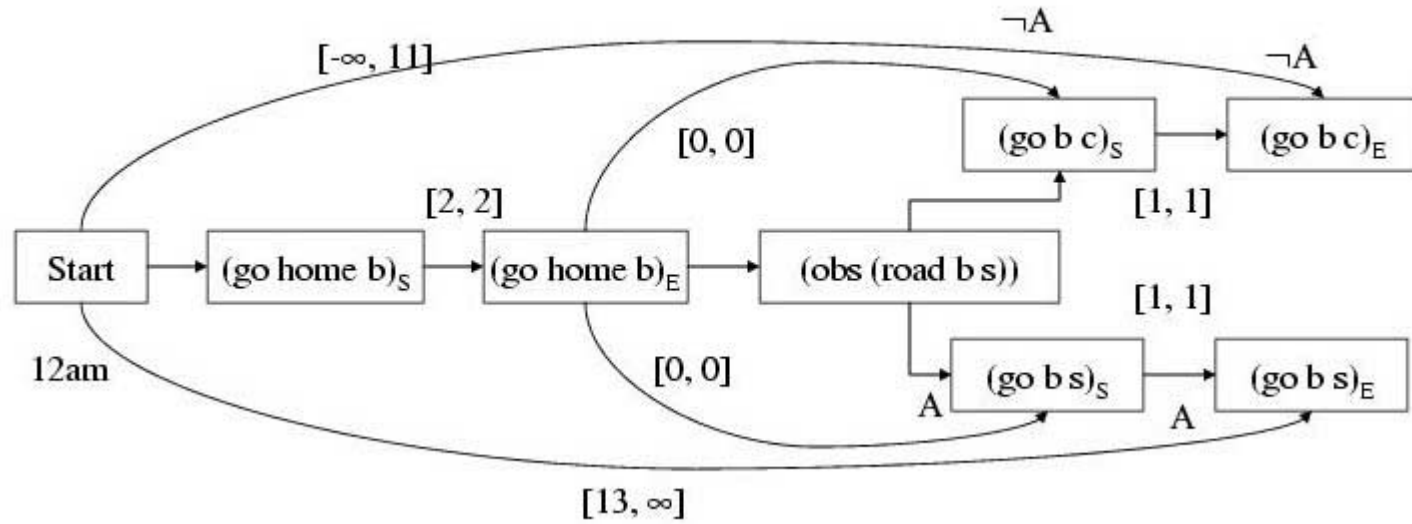 ¬A
[-∞, 11]
¬A
[0, 0]
(go b c)S
(go b c)E
[2, 2]
[1, 1]
Start
(go home b)S
(go home b)E
(obs (road b s))
[1, 1]
12am
[0, 0]
(go b s)S
(go b s)E
A
A
[13, ∞]